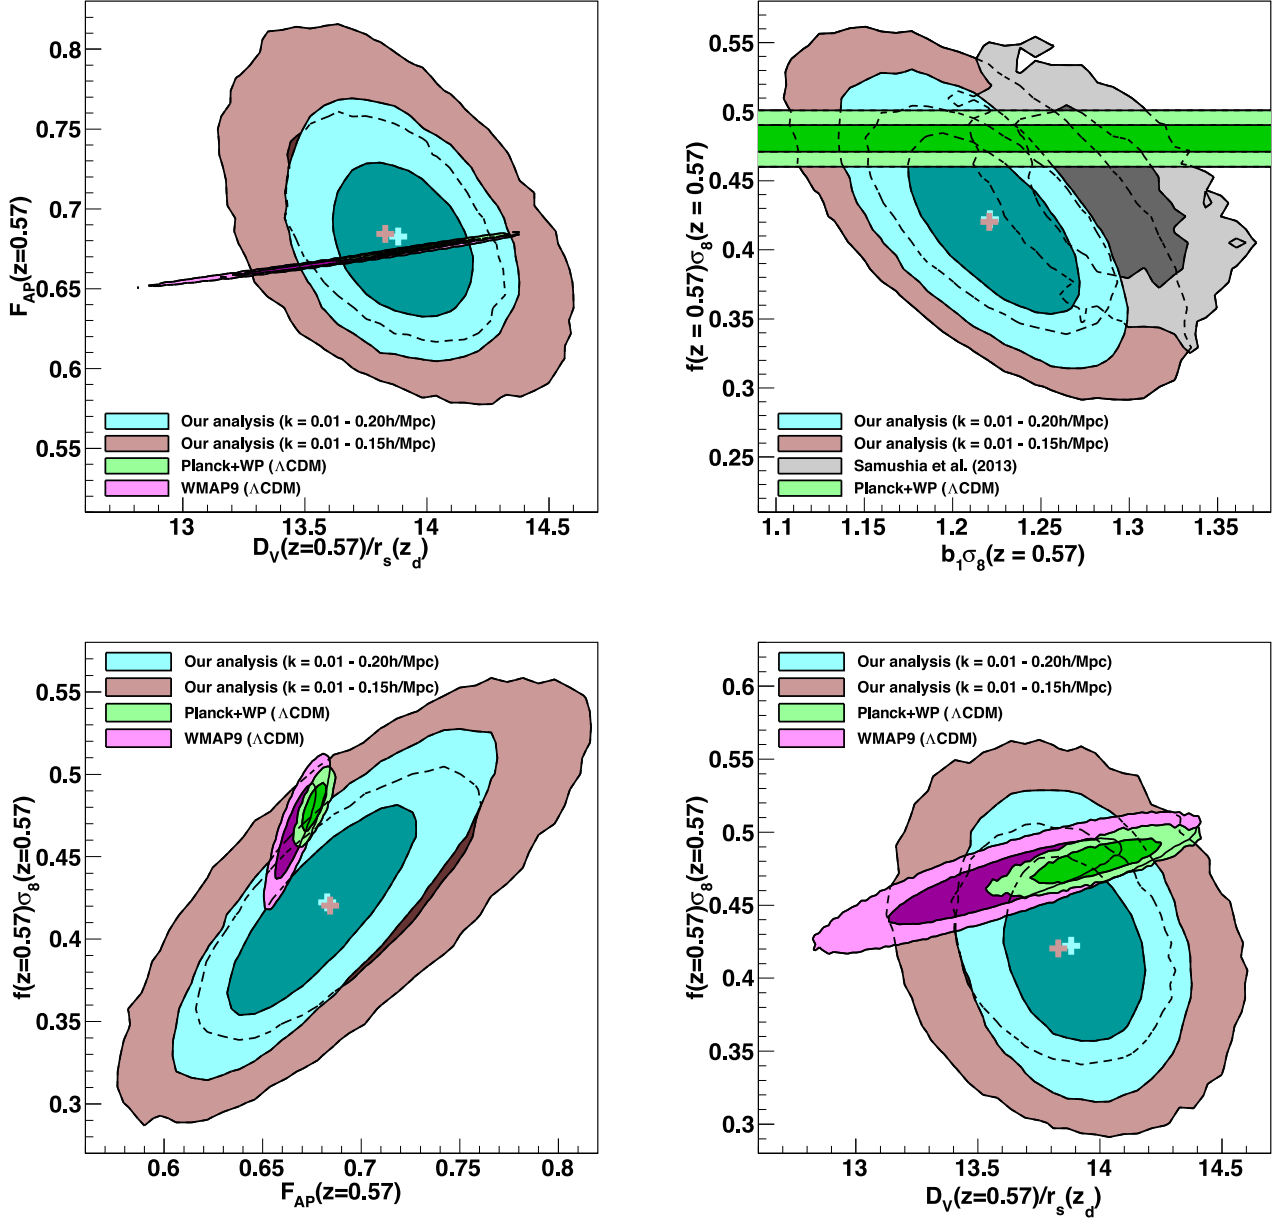 0.8
0.75
0.7
0.65
0.6
0.55
F_AP(z=0.57)
Our analysis (k = 0.01 - 0.20h/Mpc)
Our analysis (k = 0.01 - 0.15h/Mpc)
Planck+WP (ΛCDM)
WMAP9 (ΛCDM)
13 13.5 14 14.5
D_V(z=0.57)/r_s(z_d)
0.55
0.5
0.45
0.4
0.35
0.3
0.25
f(z = 0.57)σ_8(z = 0.57)
Our analysis (k = 0.01 - 0.20h/Mpc)
Our analysis (k = 0.01 - 0.15h/Mpc)
Samushia et al. (2013)
Planck+WP (ΛCDM)
1.1 1.15 1.2 1.25 1.3 1.35
b_1σ_8(z = 0.57)
Our analysis (k = 0.01 - 0.20h/Mpc)
Our analysis (k = 0.01 - 0.15h/Mpc)
Planck+WP (ΛCDM)
WMAP9 (ΛCDM)
0.55
0.5
0.45
0.4
0.35
0.3
f(z=0.57)σ_8(z=0.57)
0.6 0.65 0.7 0.75 0.8
F_AP(z=0.57)
Our analysis (k = 0.01 - 0.20h/Mpc)
Our analysis (k = 0.01 - 0.15h/Mpc)
Planck+WP (ΛCDM)
WMAP9 (ΛCDM)
0.6
0.55
0.5
0.45
0.4
0.35
0.3
f(z=0.57)σ_8(z=0.57)
13 13.5 14 14.5
D_V(z=0.57)/r_s(z_d)